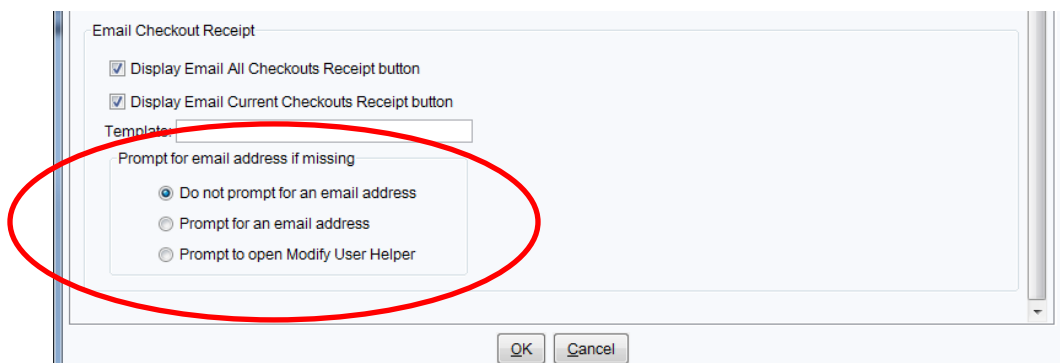 Email Checkout Receipt
Display Email All Checkouts Receipt button
Display Email Current Checkouts Receipt button
Template:
Prompt for email address if missing
Do not prompt for an email address
Prompt for an email address
Prompt to open Modify User Helper
OK Cancel